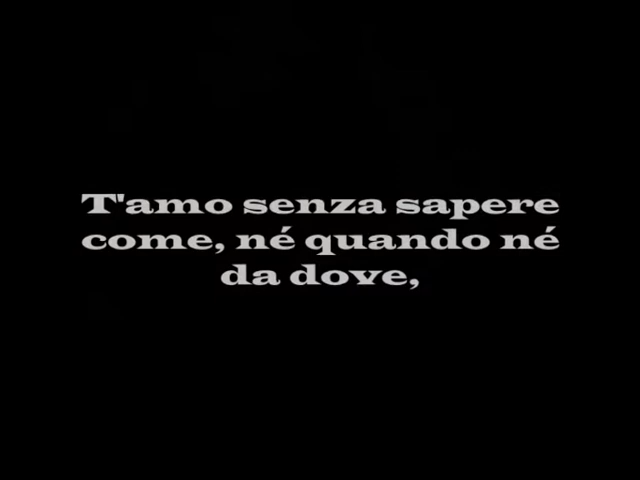 T'amo senza sapere
come, né quando né
da dove,